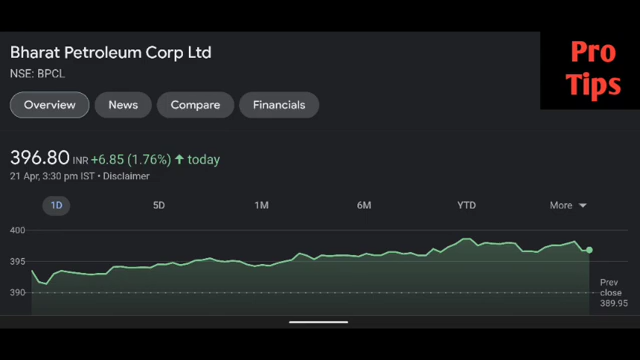 Bharat Petroleum Corp Ltd
Pro
Tips
NSE: BPCL
Overview News Compare Financials
396.80 INR +6.85 (1.76%) ↑ today
21 Apr, 3:30 pm IST • Disclaimer
1D 5D 1M 6M YTD More
400
395
390
Prev
close
389.95